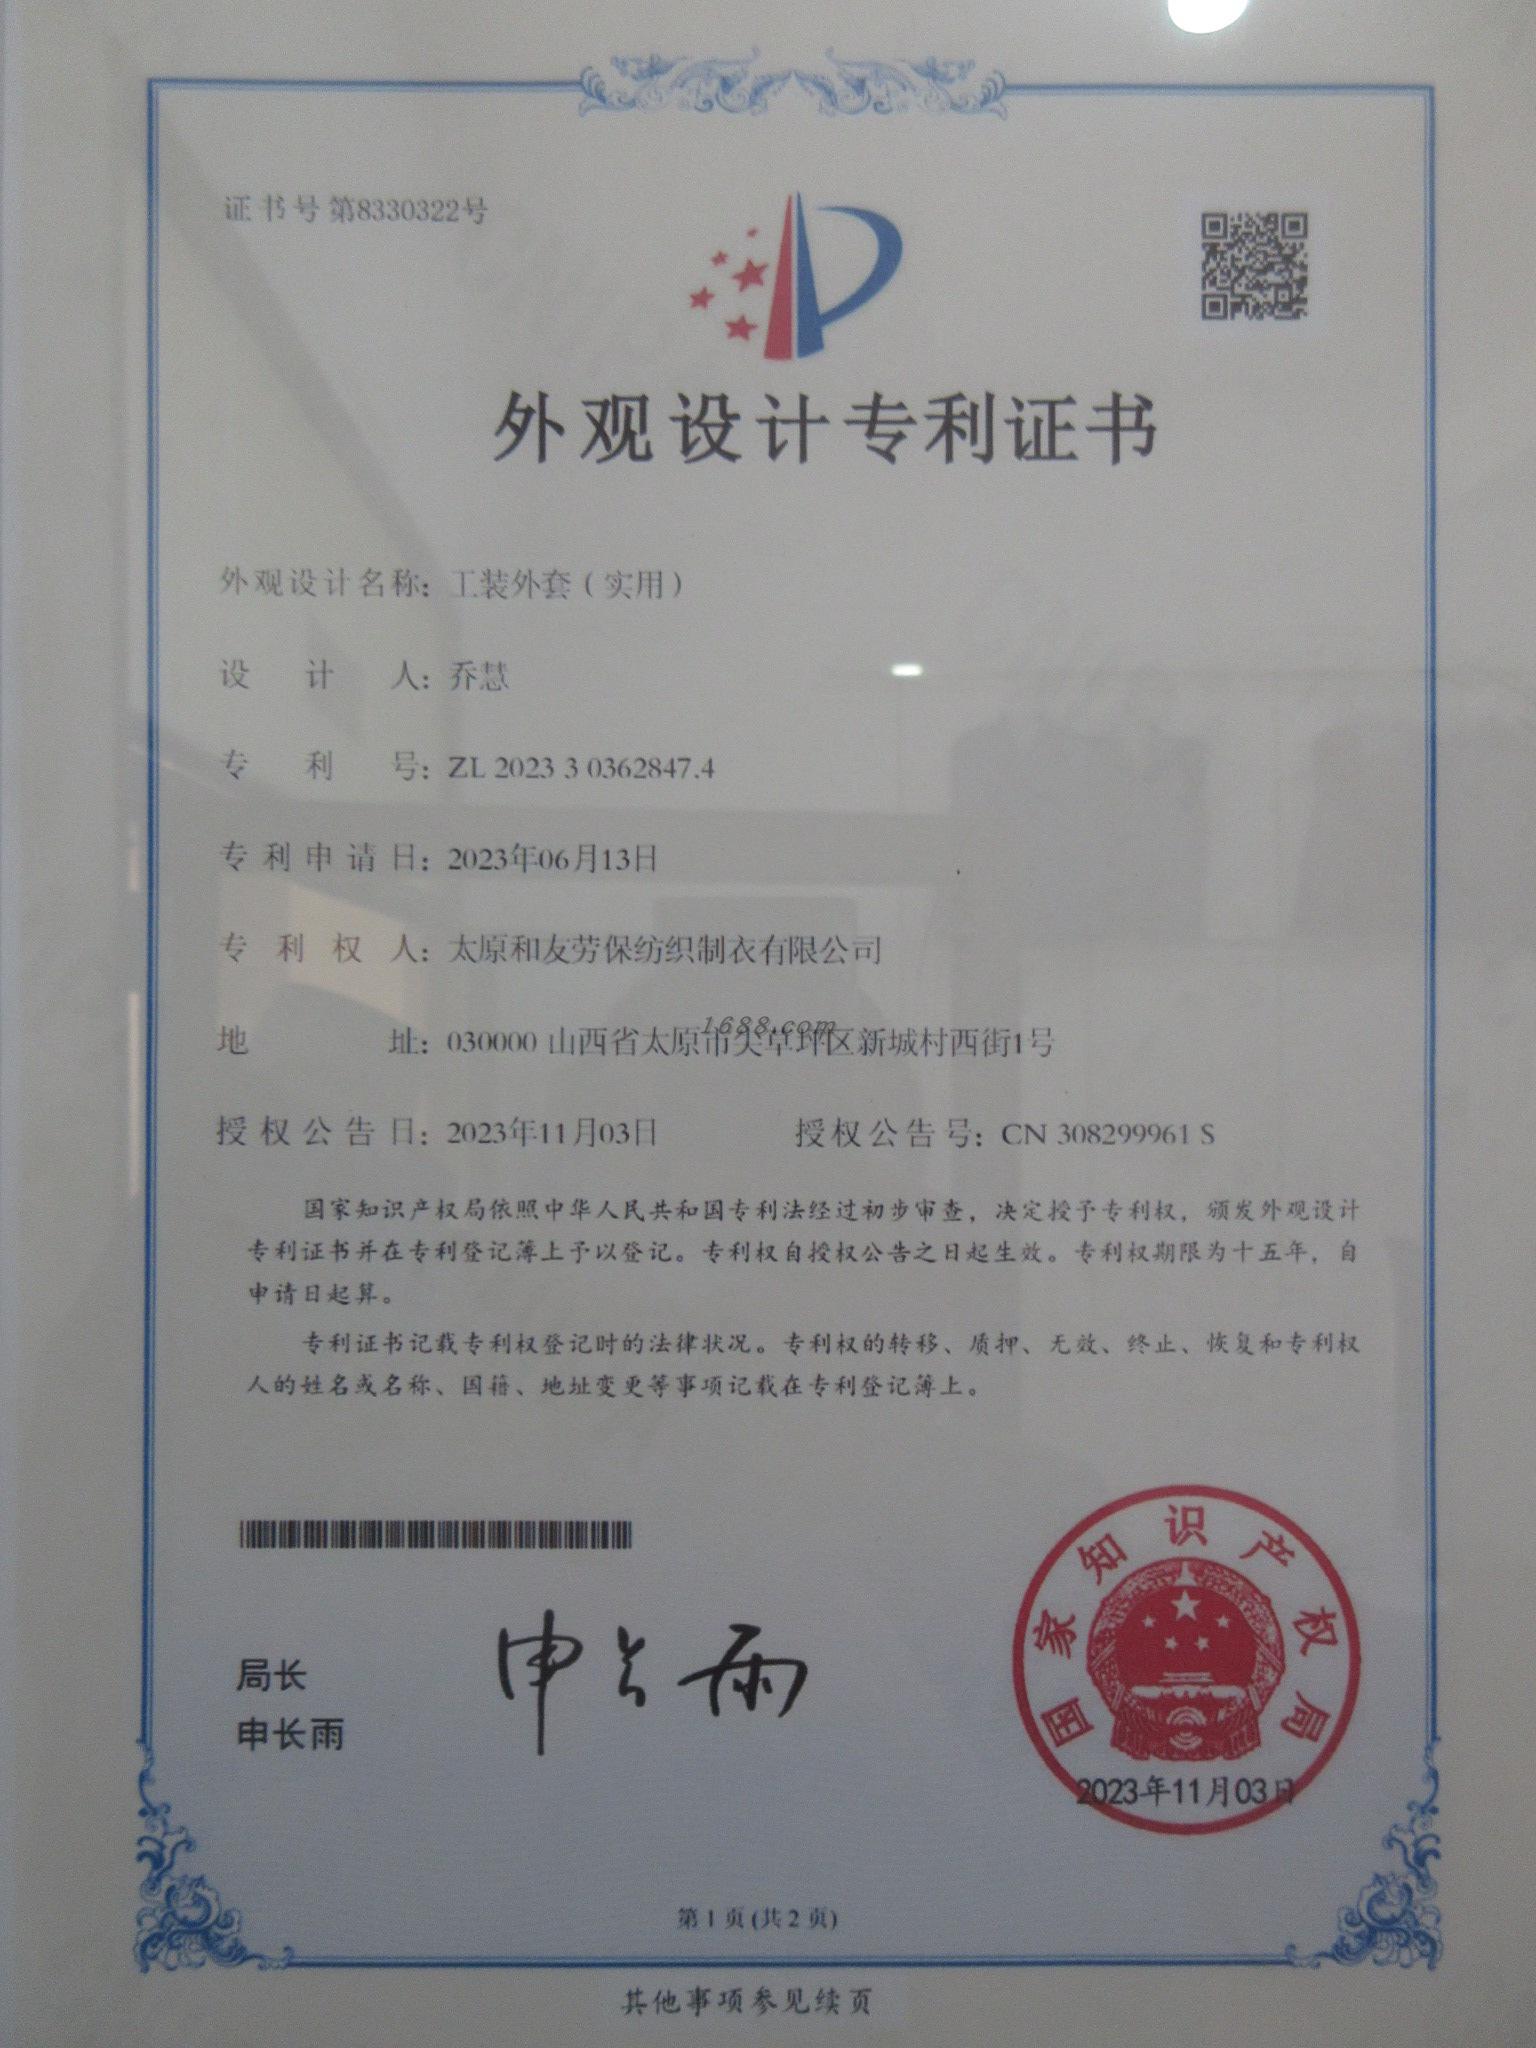 证书号第8330322号
外观设计专利证书
外观设计名称：工装外套（实用）
设计人：乔慧
专利号：ZL 2023 3 0362847.4
专利申请日：2023年06月13日
专利权人：太原和友劳保纺织制衣有限公司
1688.com
地址：030000 山西省太原市尖草坪区新城村西街1号
授权公告日：2023年11月03日 授权公告号：CN 308299961 S
国家知识产权局依照中华人民共和国专利法经过初步审查，决定授予专利权，颁发外观设计
专利证书并在专利登记簿上予以登记。专利权自授权公告之日起生效。专利权期限为十五年，自
申请日起算。
专利证书记载专利权登记时的法律状况。专利权的转移、质押、无效、终止、恢复和专利权
人的姓名或名称、国籍、地址变更等事项记载在专利登记簿上。
局长
申长雨
申长雨
国家知识产权局
2023年11月03日
第 1 页 (共 2 页)
其他事项参见续页